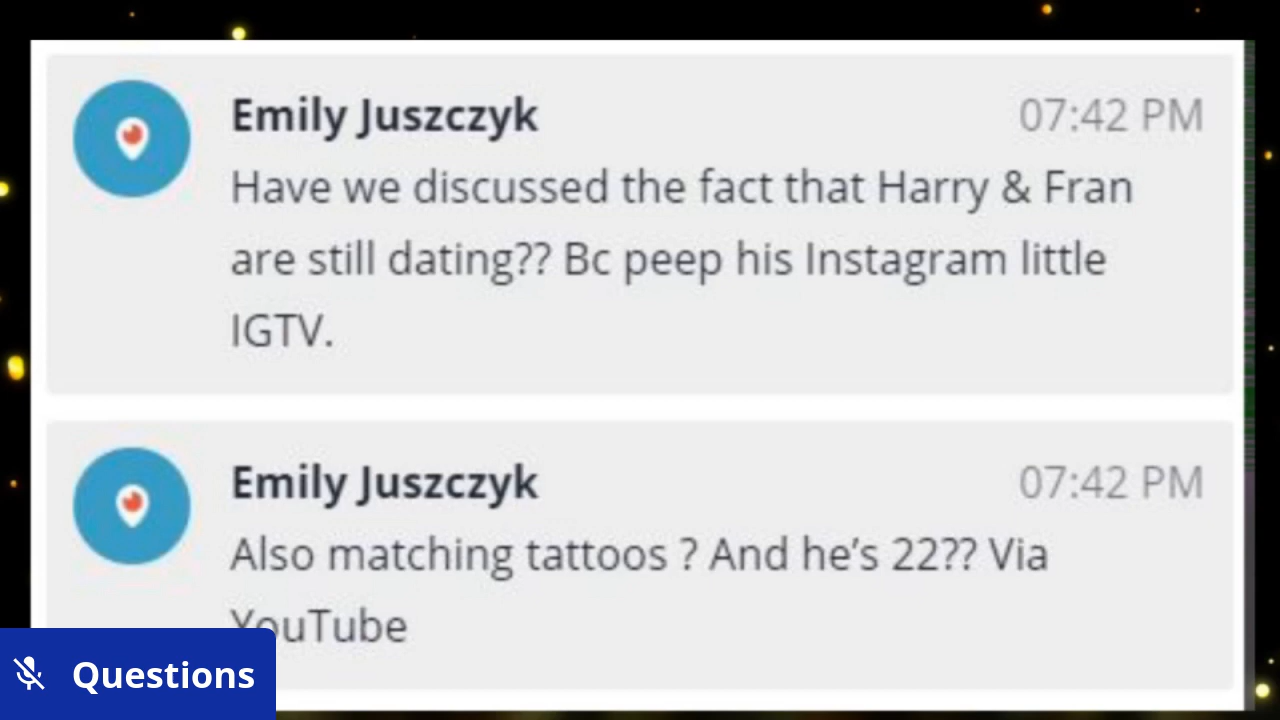 Emily Juszczyk 07:42 PM
Have we discussed the fact that Harry & Fran
are still dating?? Bc peep his Instagram little
IGTV.
Emily Juszczyk 07:42 PM
Also matching tattoos ? And he’s 22?? Via
YouTube
Questions